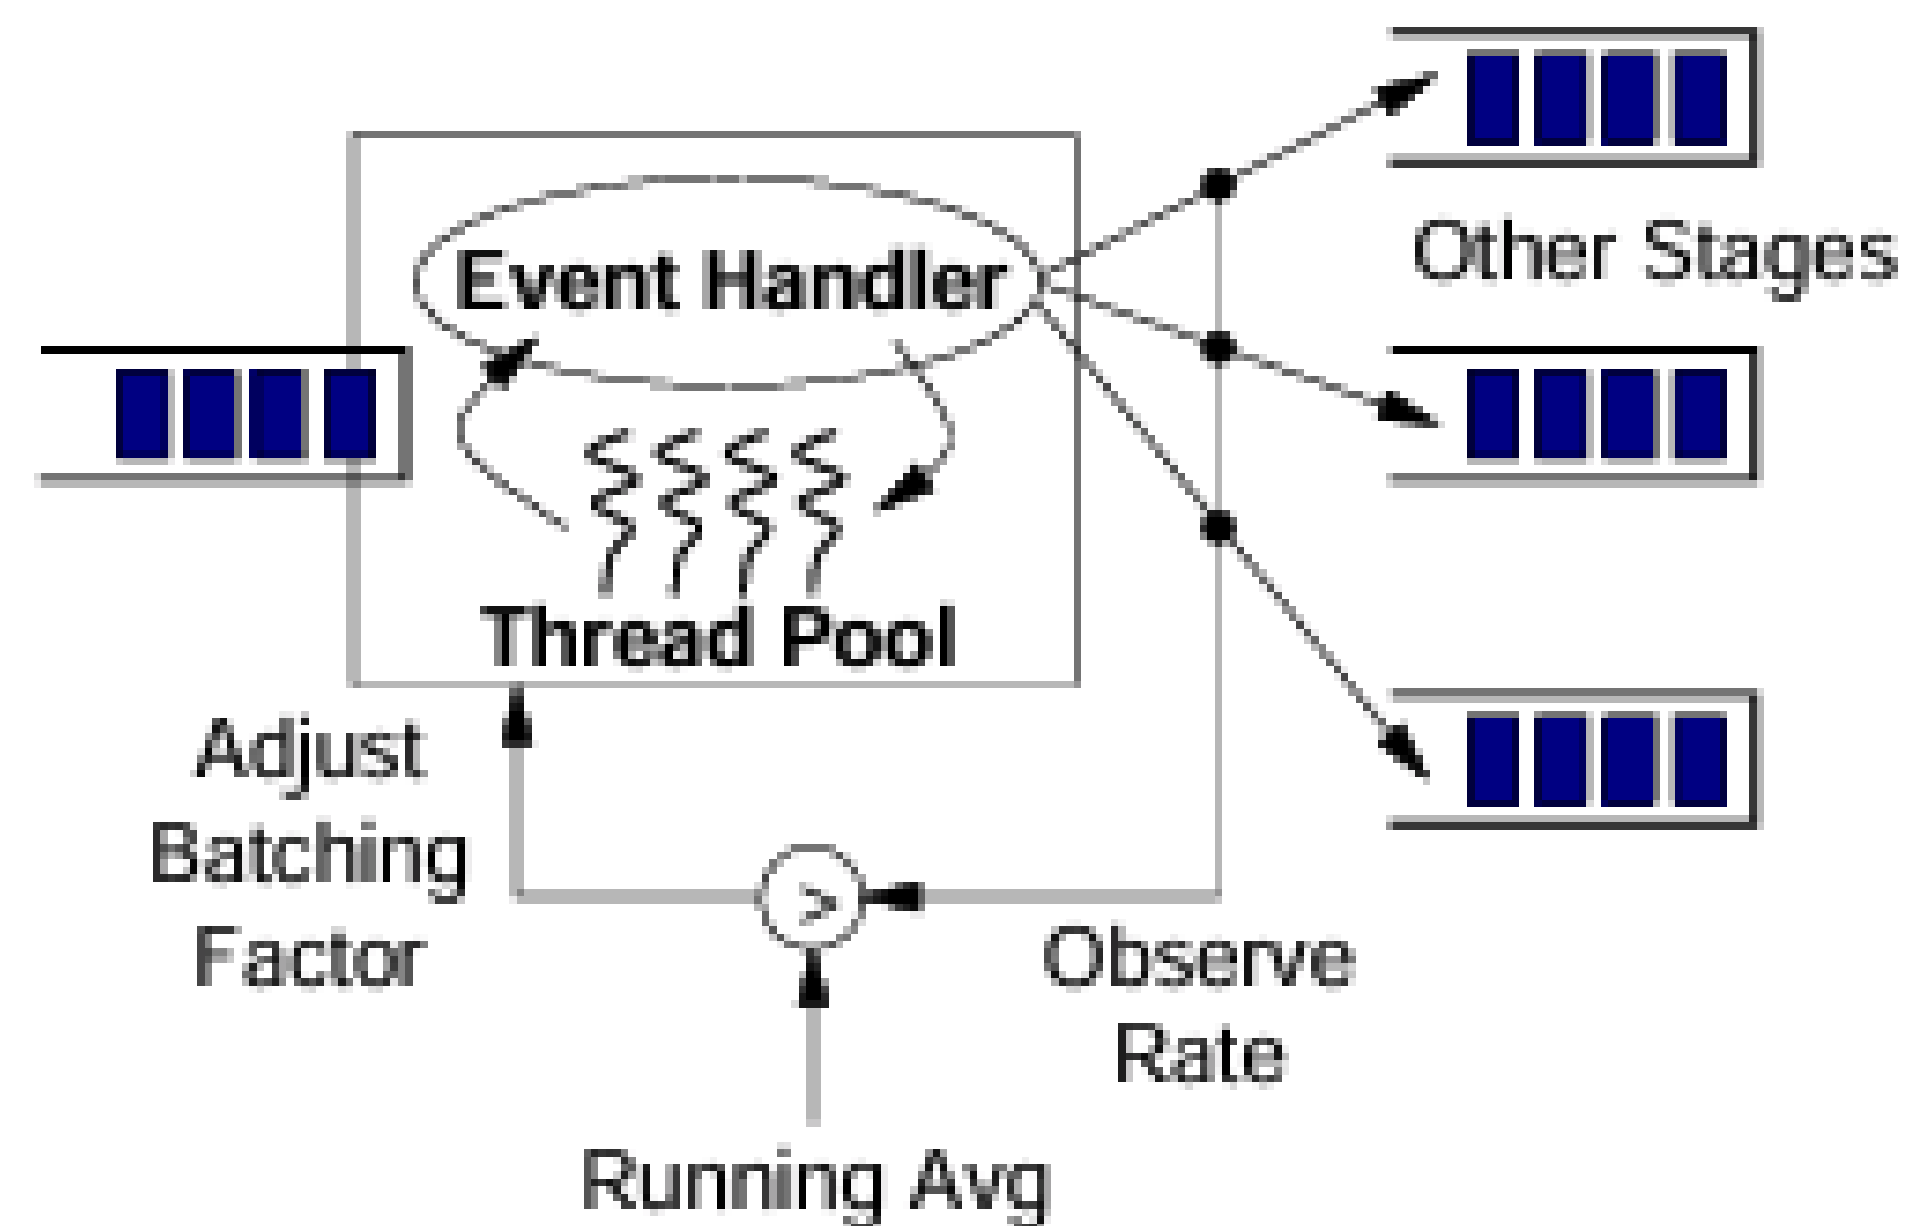 Other Stages
Event Handler
Thread Pool
Adjust
Batching
Factor
>
Observe
Rate
Running Avg